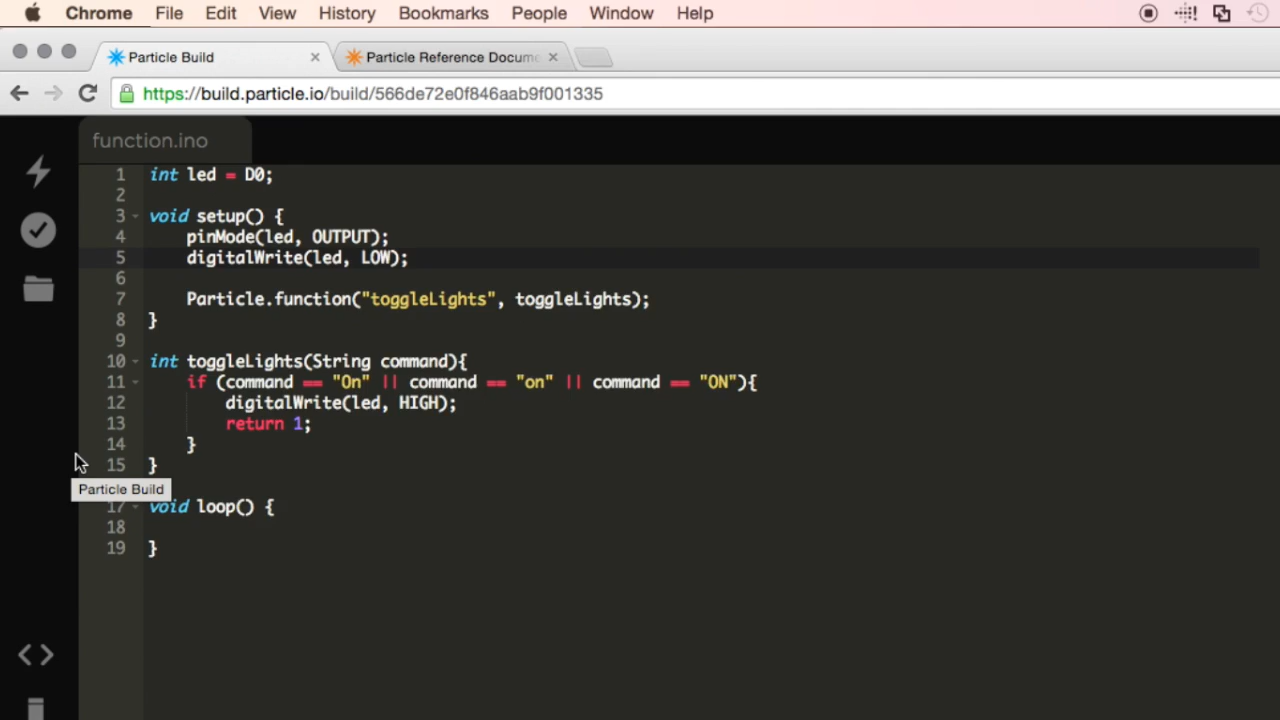 Chrome File Edit View History Bookmarks People Window Help
Particle Build × Particle Reference Docume ×
https://build.particle.io/build/566de72e0f846aab9f001335
function.ino
1 int led = D0;
2
3 void setup() {
4 pinMode(led, OUTPUT);
5 digitalWrite(led, LOW);
6
7 Particle.function("toggleLights", toggleLights);
8 }
9
10 int toggleLights(String command){
11 if (command == "On" || command == "on" || command == "ON"){
12 digitalWrite(led, HIGH);
13 return 1;
14 }
15 }
Particle Build
17 void loop() {
18
19 }